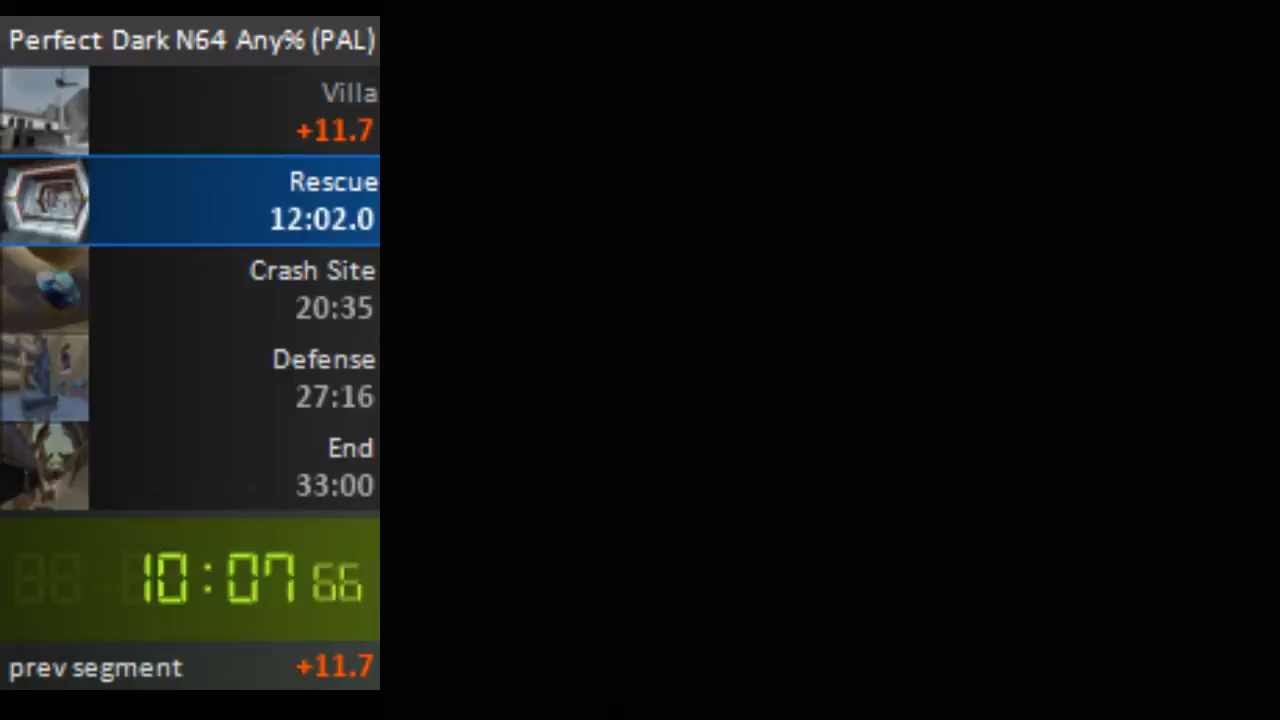 Perfect Dark N64 Any% (PAL)
Villa
+11.7
Rescue
12:02.0
Crash Site
20:35
Defense
27:16
End
33:00
10:07 66
prev segment +11.7